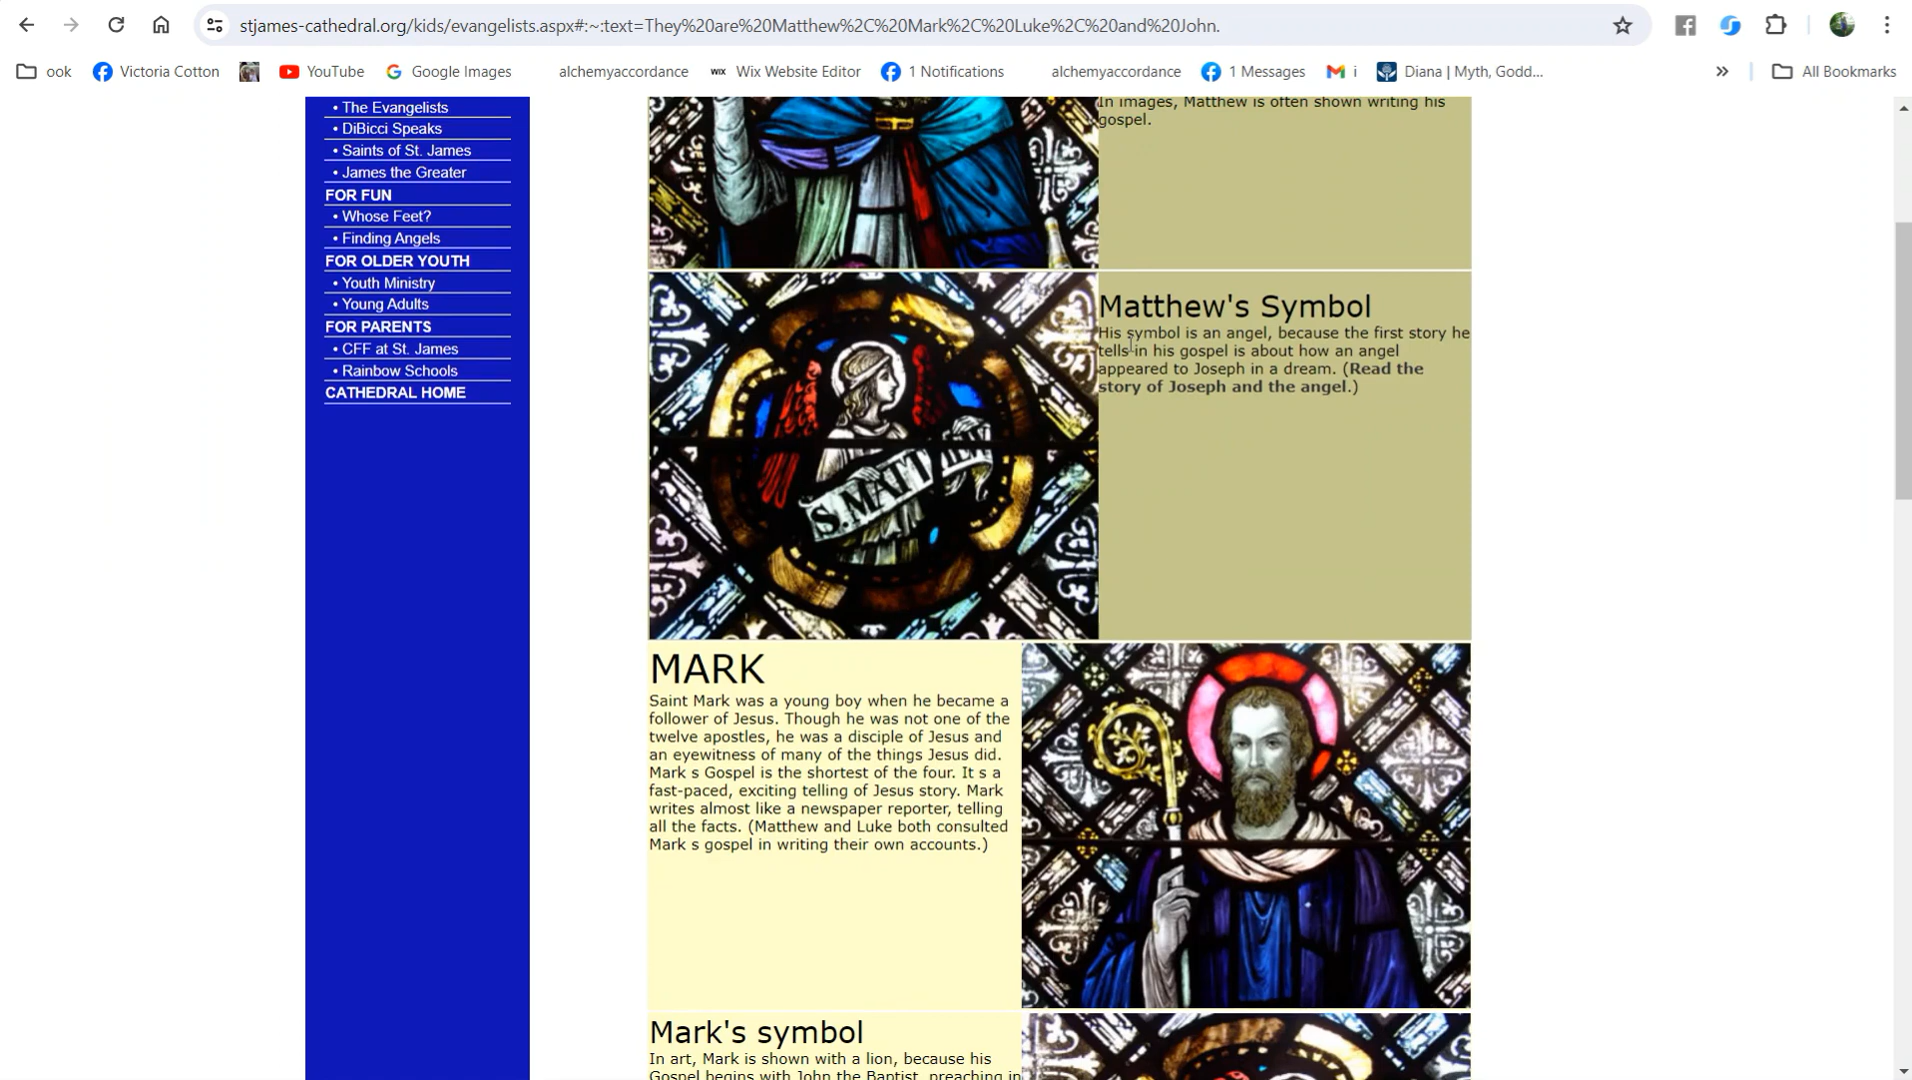 stjames-cathedral.org/kids/evangelists.aspx#:~:text=They%20are%20Matthew%2C%20Mark%2C%20Luke%2C%20and%20John.
ook
Victoria Cotton
YouTube
Google Images
alchemyaccordance
WIX Wix Website Editor
1 Notifications
alchemyaccordance
1 Messages
i
Diana | Myth, Godd...
»
All Bookmarks
• The Evangelists
• DiBicci Speaks
• Saints of St. James
• James the Greater
FOR FUN
• Whose Feet?
• Finding Angels
FOR OLDER YOUTH
• Youth Ministry
• Young Adults
FOR PARENTS
• CFF at St. James
• Rainbow Schools
CATHEDRAL HOME
In images, Matthew is often shown writing his
gospel.
S. MATTHEW
Matthew's Symbol
His symbol is an angel, because the first story he
tells in his gospel is about how an angel
appeared to Joseph in a dream. (Read the
story of Joseph and the angel.)
MARK
Saint Mark was a young boy when he became a
follower of Jesus. Though he was not one of the
twelve apostles, he was a disciple of Jesus and
an eyewitness of many of the things Jesus did.
Mark s Gospel is the shortest of the four. It s a
fast-paced, exciting telling of Jesus story. Mark
writes almost like a newspaper reporter, telling
all the facts. (Matthew and Luke both consulted
Mark s gospel in writing their own accounts.)
Mark's symbol
In art, Mark is shown with a lion, because his
Gospel begins with John the Baptist, preaching in